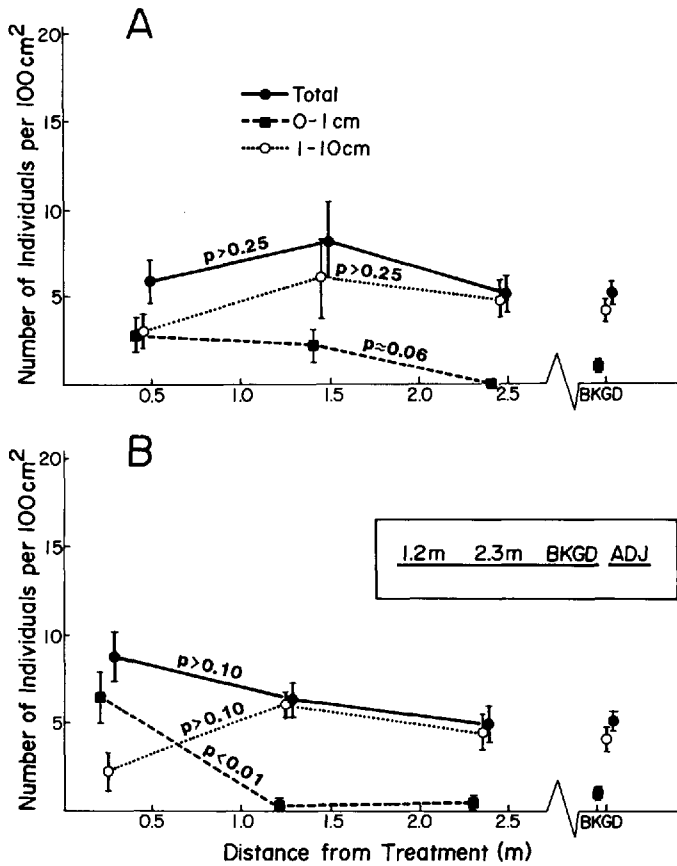 A
Number of Individuals per 100cm²
20
15
10
5
Total
0-1cm
1-10cm
p>0.25
p>0.25
p≈0.06
0.5 1.0 1.5 2.0 2.5 BKGD
B
Number of Individuals per 100cm²
20
15
10
5
1.2m 2.3m BKGD ADJ
p>0.10
p>0.10
p<0.01
0.5 1.0 1.5 2.0 2.5 BKGD
Distance from Treatment (m)